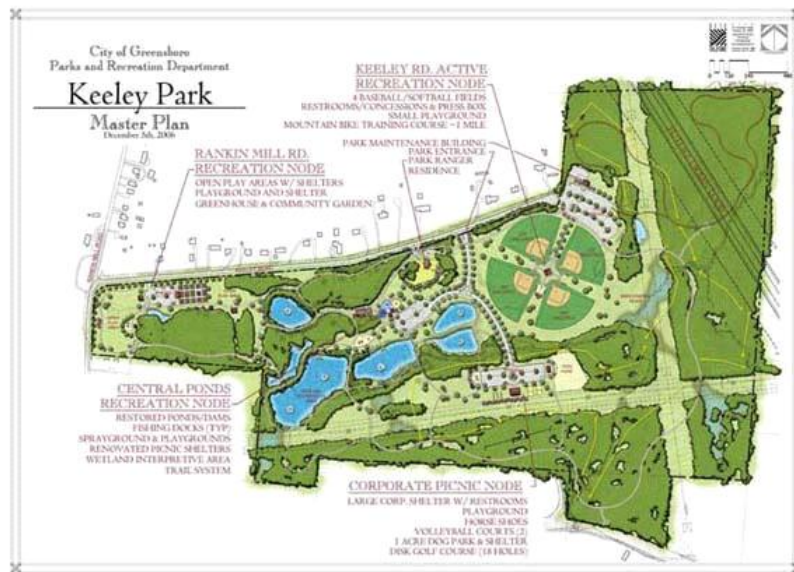 City of Greensboro
Parks and Recreation Department
Keeley Park
Master Plan
December 5th, 2006
KEELEY RD. ACTIVE
RECREATION NODE
4 BASEBALL/SOFTBALL FIELDS
RESTROOMS/CONCESSIONS & PRESS BOX
SMALL PLAYGROUND
MOUNTAIN BIKE TRAINING COURSE ~1 MILE
PARK MAINTENANCE BUILDING
PARK ENTRANCE
PARK RANGER
RESIDENCE
RANKIN MILL RD.
RECREATION NODE
OPEN PLAY AREAS W/ SHELTERS
PLAYGROUND AND SHELTER
GREENHOUSE & COMMUNITY GARDEN
CENTRAL PONDS
RECREATION NODE
RESTORED PONDS/DAMS
FISHING DOCKS (TYP)
SPRAYGROUND & PLAYGROUNDS
RENOVATED PICNIC SHELTERS
WETLAND INTERPRETIVE AREA
TRAIL SYSTEM
CORPORATE PICNIC NODE
LARGE CORP. SHELTER W/ RESTROOMS
PLAYGROUND
HORSE SHOES
VOLLEYBALL COURTS (2)
1 ACRE DOG PARK & SHELTER
DISK GOLF COURSE (18 HOLES)